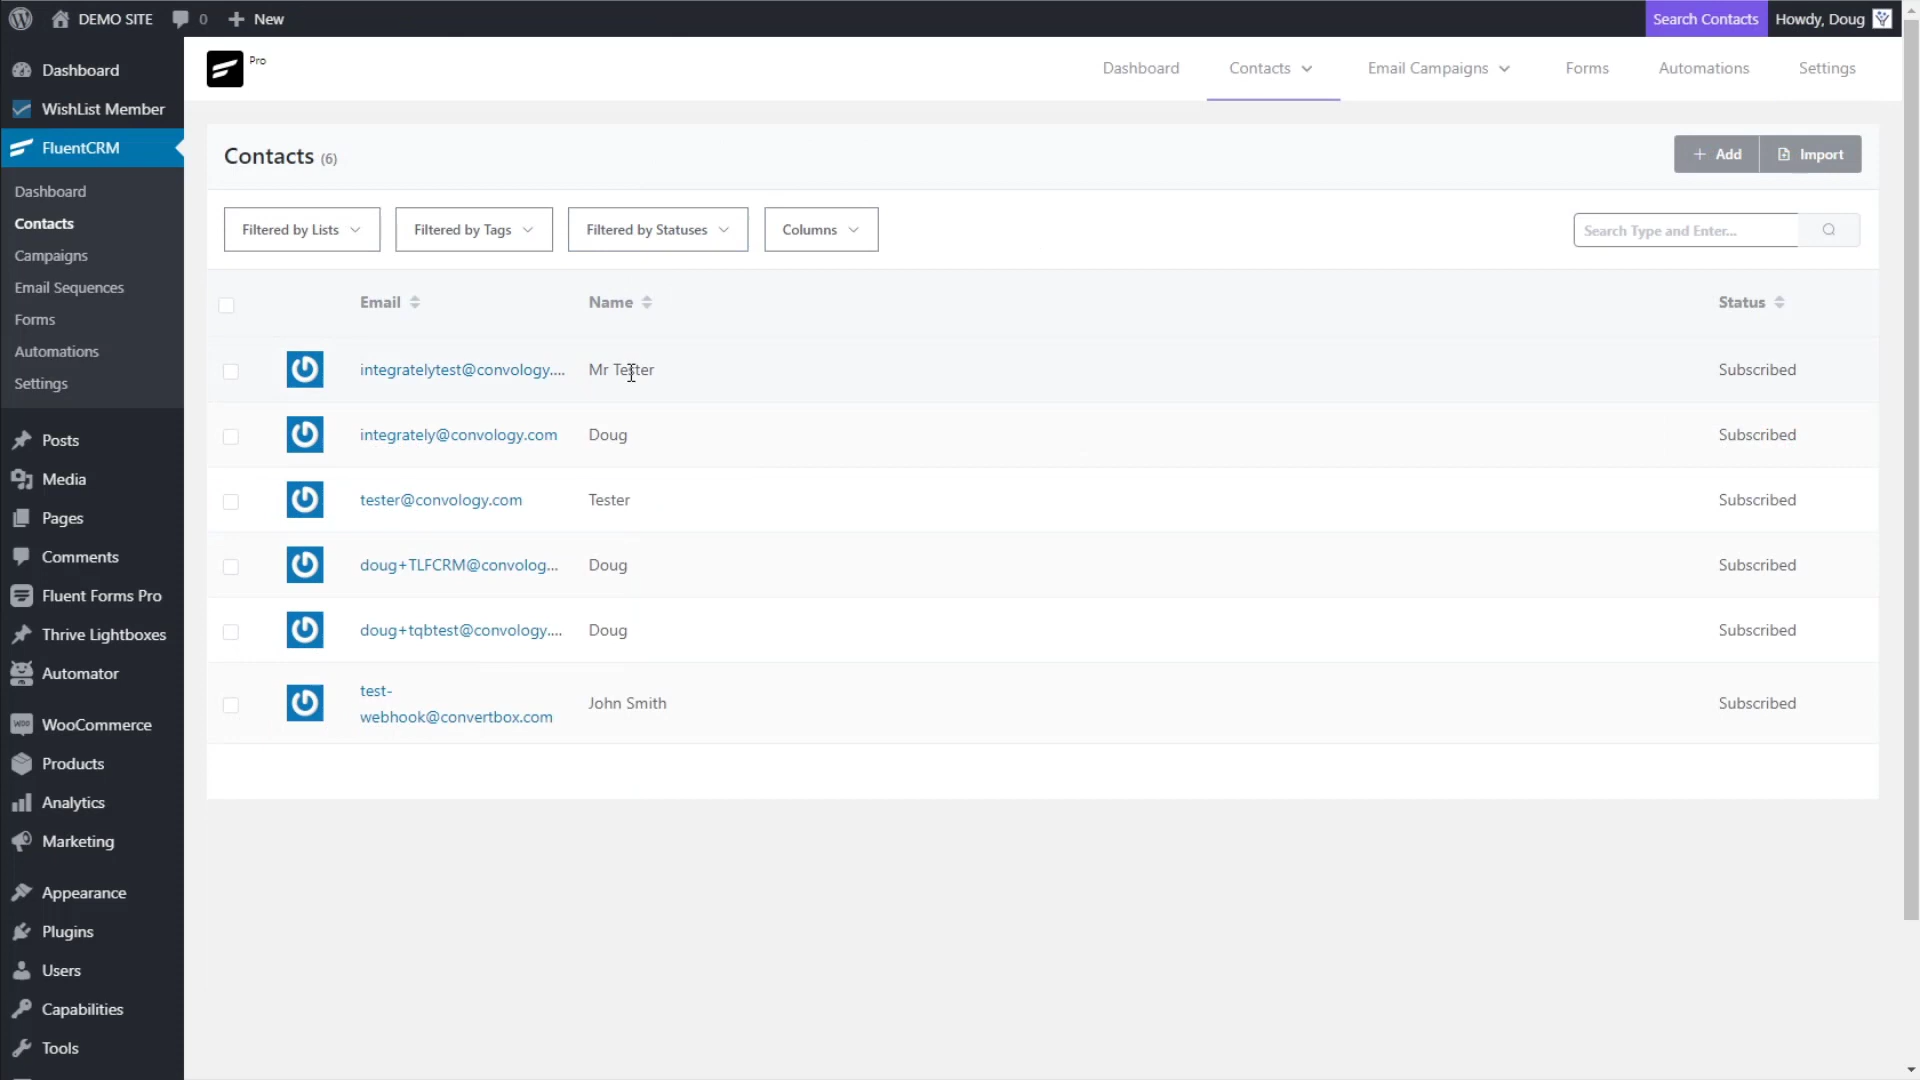 DEMO SITE
0
New
Search Contacts
Howdy, Doug
Dashboard
WishList Member
FluentCRM
Dashboard
Contacts
Campaigns
Email Sequences
Forms
Automations
Settings
Posts
Media
Pages
Comments
Fluent Forms Pro
Thrive Lightboxes
Automator
WooCommerce
Products
Analytics
Marketing
Appearance
Plugins
Users
Capabilities
Tools
Pro
Dashboard
Contacts
Email Campaigns
Forms
Automations
Settings
Contacts (6)
+ Add
Import
Filtered by Lists
Filtered by Tags
Filtered by Statuses
Columns
Search Type and Enter...
Email
Name
Status
integratelytest@convology....
Mr Tester
Subscribed
integrately@convology.com
Doug
Subscribed
tester@convology.com
Tester
Subscribed
doug+TLFCRM@convolog...
Doug
Subscribed
doug+tqbtest@convology....
Doug
Subscribed
test-
webhook@convertbox.com
John Smith
Subscribed